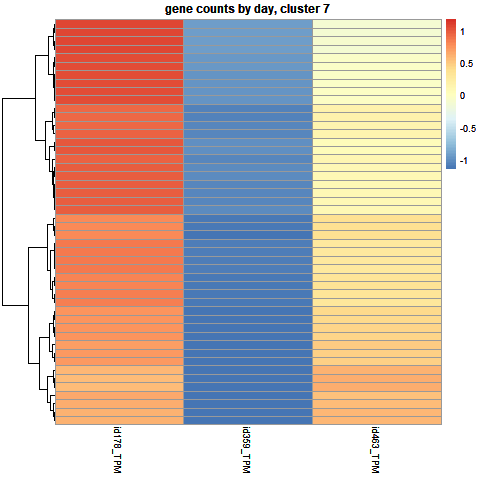 gene counts by day, cluster 7
1
0.5
0
-0.5
-1
id178_TPM
id359_TPM
id463_TPM